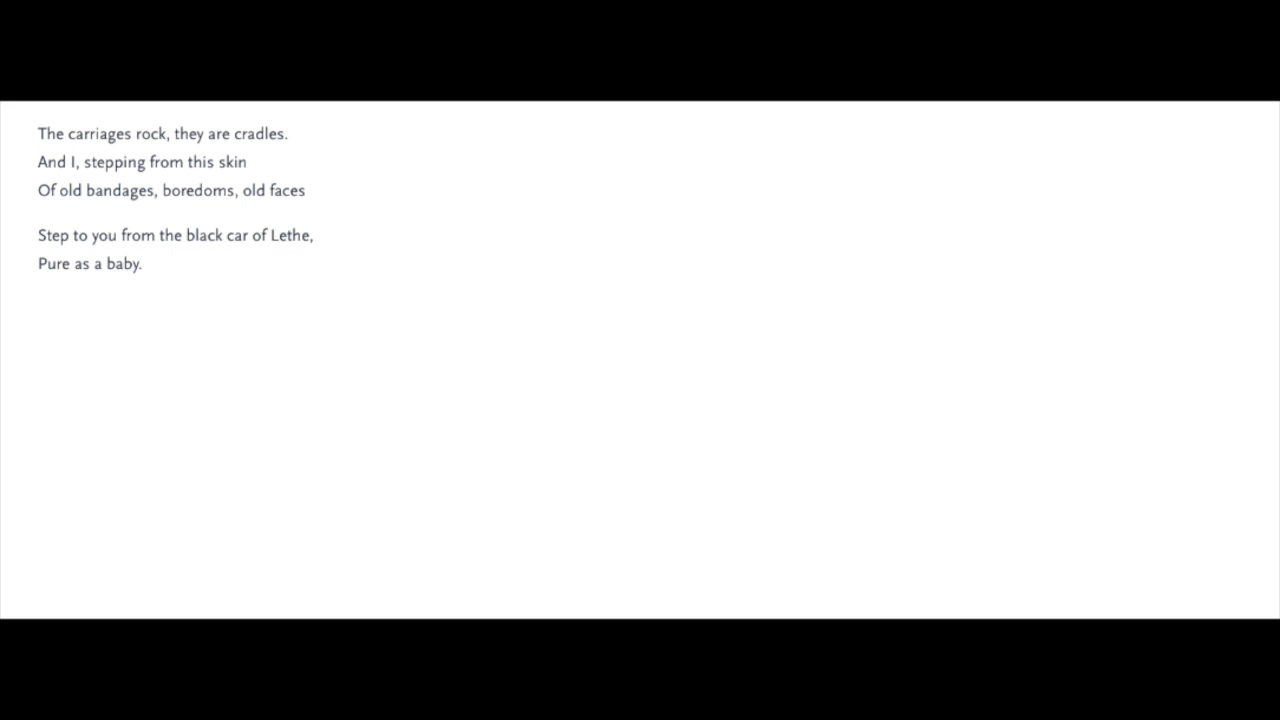 The carriages rock, they are cradles.
And I, stepping from this skin
Of old bandages, boredoms, old faces
Step to you from the black car of Lethe,
Pure as a baby.